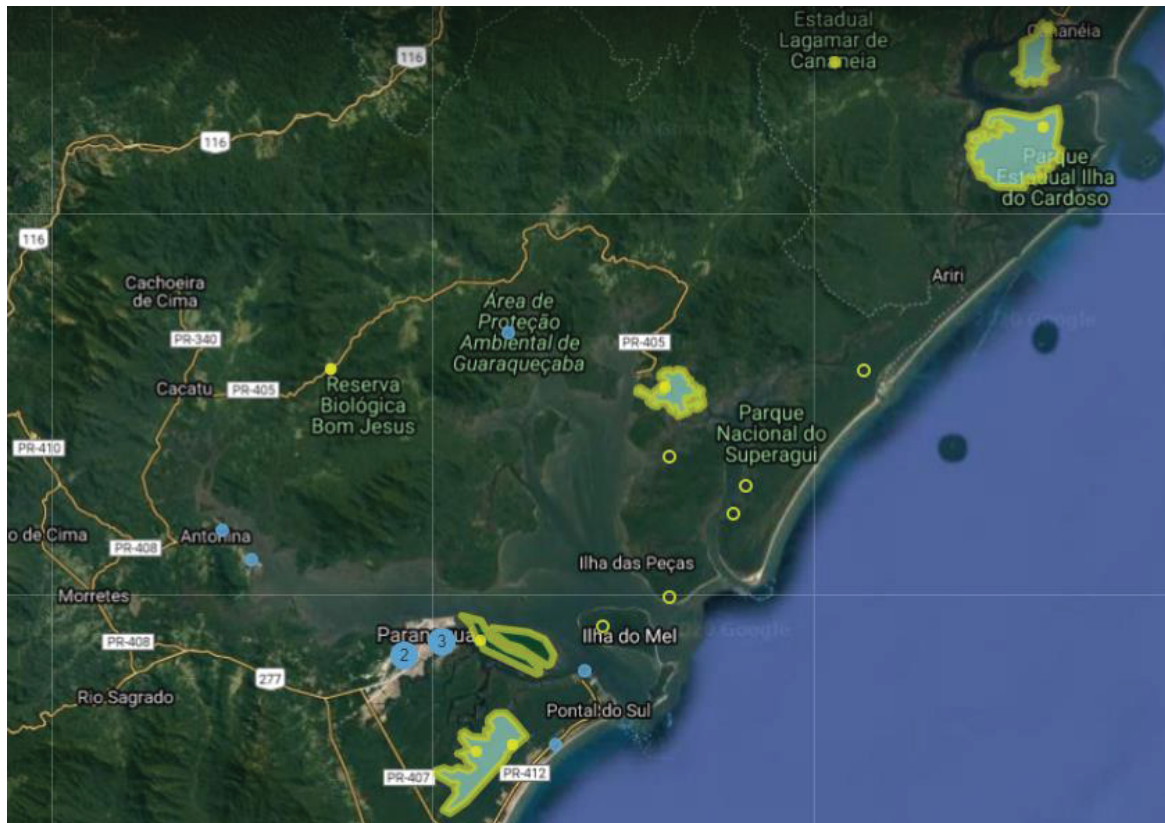 Estadual
Lagamar de
Cananeia
Cananéia
116
116
Parque
Estadual Ilha
do Cardoso
116
Cachoeira
de Cima
Ariri
Área de
Proteção
Ambiental de
Guaraqueçaba
PR-340
PR-405
Cacatu
PR-405
Reserva
Biológica
Bom Jesus
Parque
Nacional do
Superagui
PR-410
o de Cima
PR-408
Antonina
Ilha das Peças
Morretes
PR-408
2
3
Ilha do Mel
Google
277
Rio Sagrado
Pontal do Sul
PR-407
PR-412